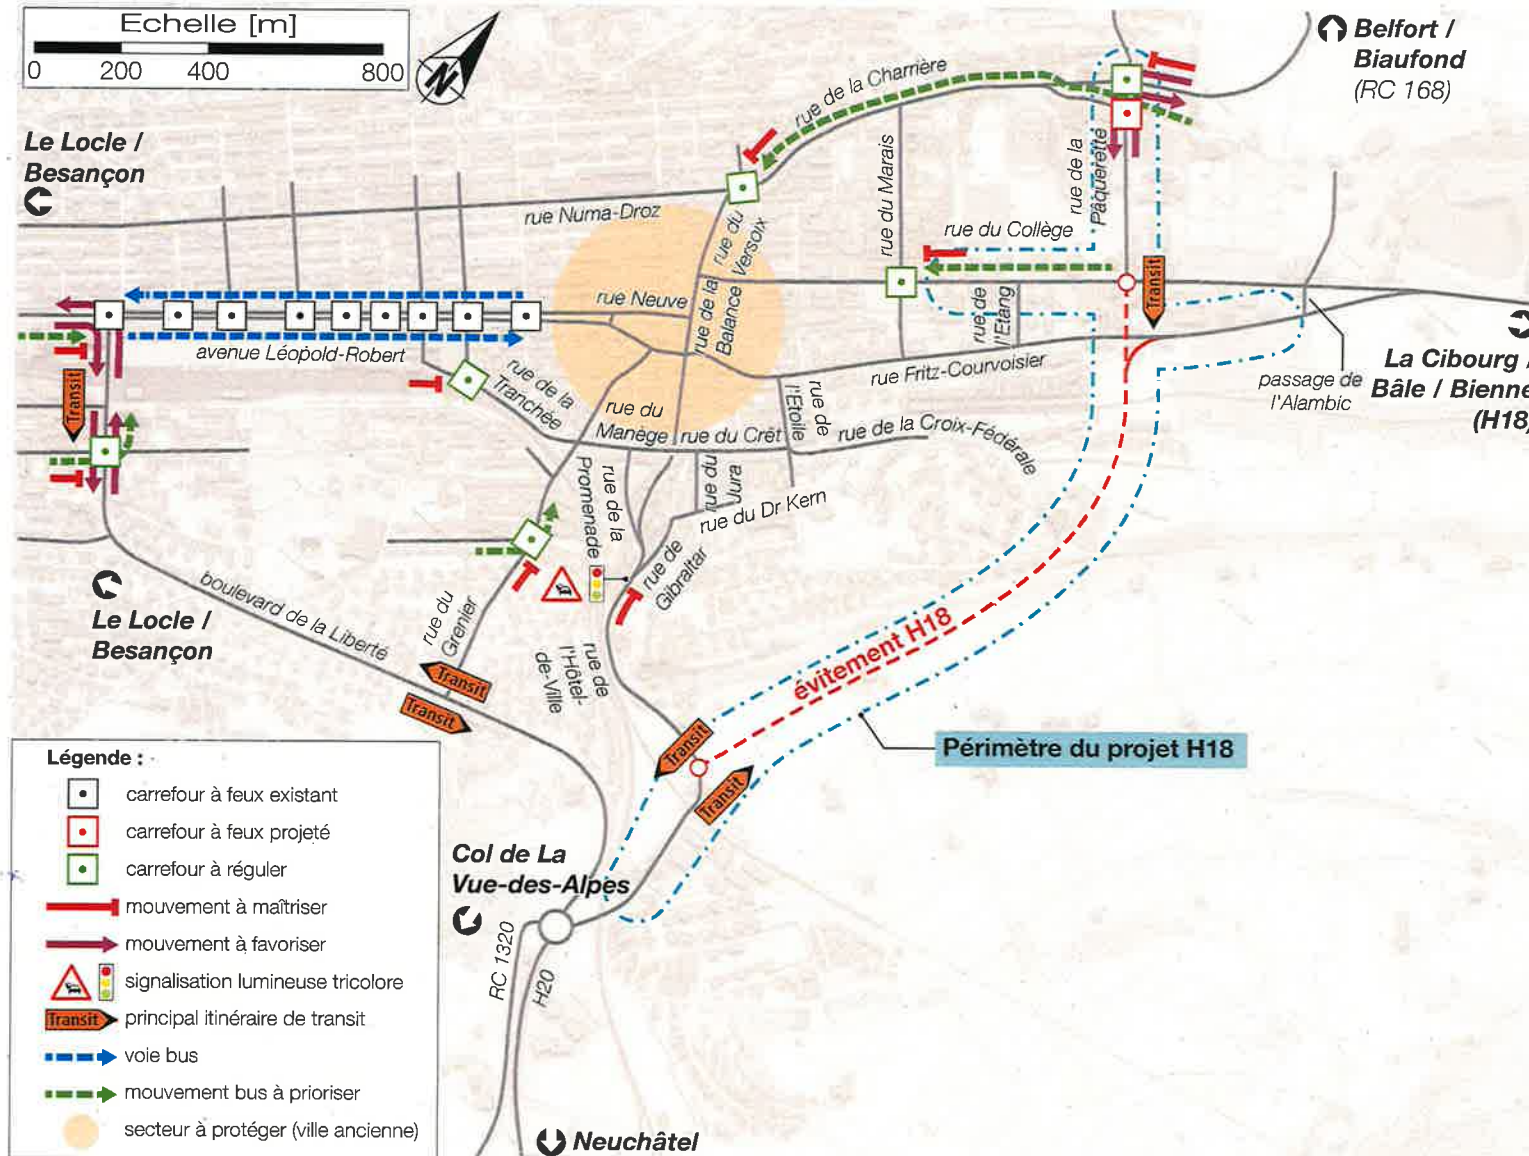 Echelle [m]
0 200 400 800
N
Belfort /
Biaufond
(RC 168)
Le Locle /
Besançon
rue de la Charrière
rue Numa-Droz
rue du
Versoix
rue du Marais
rue de la
Pâquerette
rue du Collège
Transit
rue Neuve
rue de la
Balance
rue de
l'Etang
avenue Léopold-Robert
rue Fritz-Courvoisier
La Cibourg /
Bâle / Bienne
(H18)
passage de
l'Alambic
Transit
rue de la
Tranchée
rue du
Manège
rue du Crêt
rue de
l'Etoile
rue de la Croix-Fédérale
rue de la
Promenade
rue du
Jura
rue du Dr Kern
rue de
Gibraltar
Le Locle /
Besançon
boulevard de la Liberté
rue du
Grenier
rue de
l'Hôtel-
de-Ville
Transit
Transit
évitement H18
Transit
Transit
Périmètre du projet H18
Col de La
Vue-des-Alpes
RC 1320
H20
Neuchâtel
Légende :
carrefour à feux existant
carrefour à feux projeté
carrefour à réguler
mouvement à maîtriser
mouvement à favoriser
signalisation lumineuse tricolore
Transit principal itinéraire de transit
voie bus
mouvement bus à prioriser
secteur à protéger (ville ancienne)